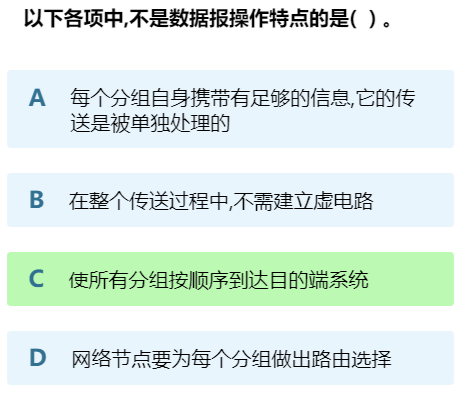 以下各项中,不是数据报操作特点的是(  ) 。
A 每个分组自身携带有足够的信息,它的传
送是被单独处理的
B 在整个传送过程中,不需建立虚电路
C 使所有分组按顺序到达目的端系统
D 网络节点要为每个分组做出路由选择